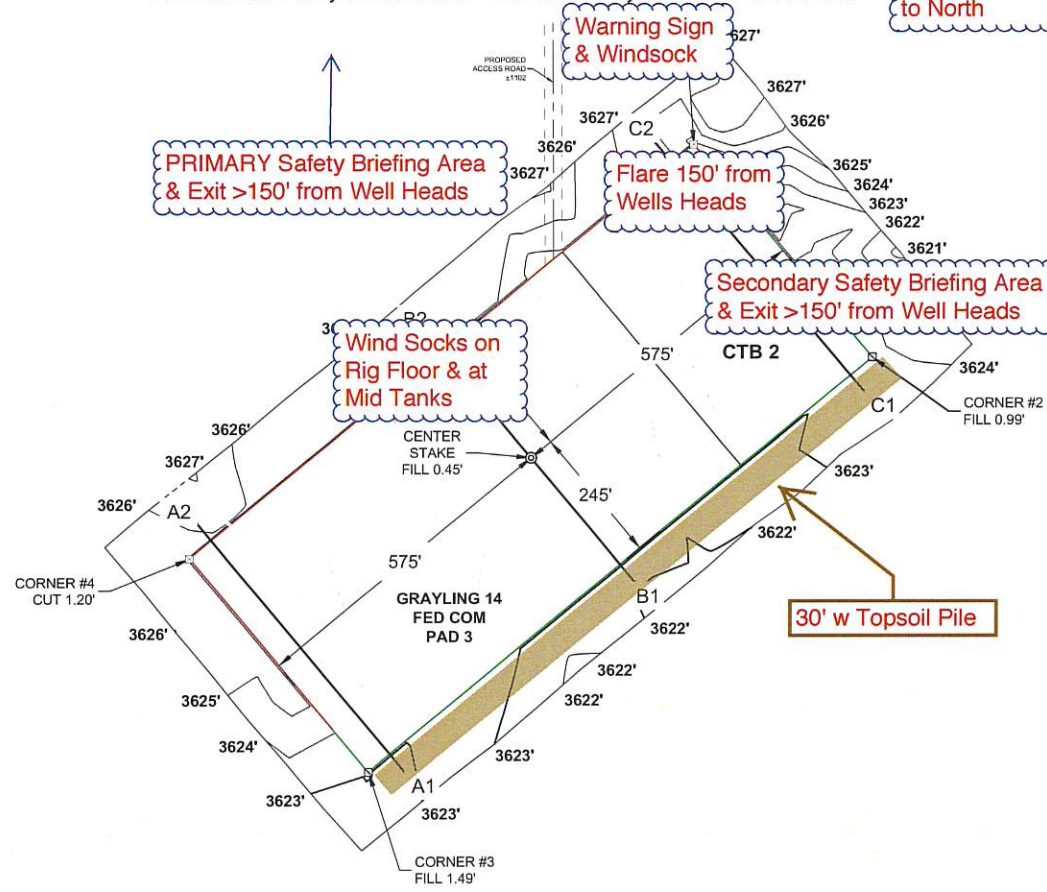 to North
Warning Sign
& Windsock
627'
PROPOSED
ACCESS ROAD
±1102
3627'
3627'
C2
3626'
3626'
3627'
3625'
3624'
3623'
3622'
3621'
PRIMARY Safety Briefing Area
& Exit >150' from Well Heads
Flare 150' from
Wells Heads
Secondary Safety Briefing Area
& Exit >150' from Well Heads
Wind Socks on
Rig Floor & at
Mid Tanks
575'
CTB 2
3624'
C1
CORNER #2
FILL 0.99'
CENTER
STAKE
FILL 0.45'
3626'
3627'
3626'
A2
245'
3623'
3622'
CORNER #4
CUT 1.20'
575'
GRAYLING 14
FED COM
PAD 3
B1
30' w Topsoil Pile
3626'
3622'
3622'
3622'
3625'
3624'
3623'
3623'
A1
3623'
CORNER #3
FILL 1.49'